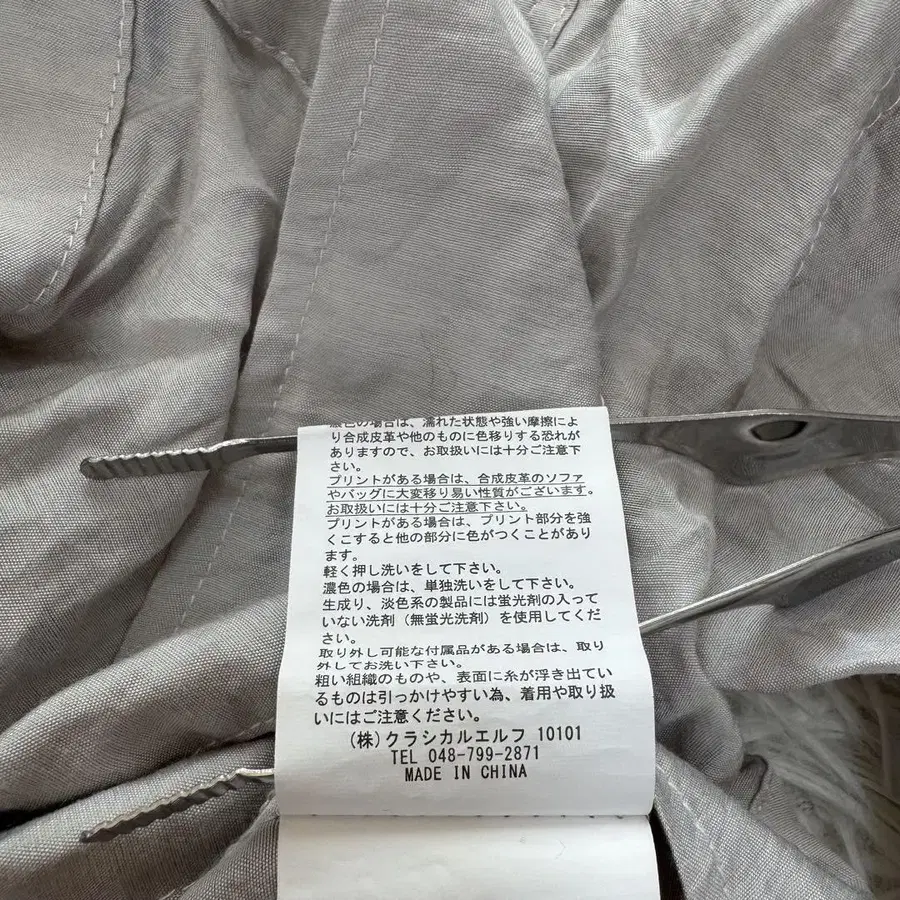 濃色の場合は、濡れた状態や強い摩擦によ
り合成皮革や他のものに色移りする恐れが
ありますので、お取扱いには十分ご注意下
さい。
プリントがある場合は、合成皮革のソファ
やバッグに大変移り易い性質がございます。
お取扱いには十分ご注意下さい。
プリントがある場合は、プリント部分を強
くこすると他の部分に色がつくことがあり
ます。
軽く押し洗いをして下さい。
濃色の場合は、単独洗いをして下さい。
生成り、淡色系の製品には蛍光剤の入って
いない洗剤（無蛍光洗剤）を使用してくだ
さい。
取り外し可能な付属品がある場合は、取り
外してお洗い下さい。
粗い組織のものや、表面に糸が浮き出てい
るものは引っかけやすい為、着用や取り扱
いにはご注意ください。
(株)クラシカルエルフ 10101
TEL 048-799-2871
MADE IN CHINA